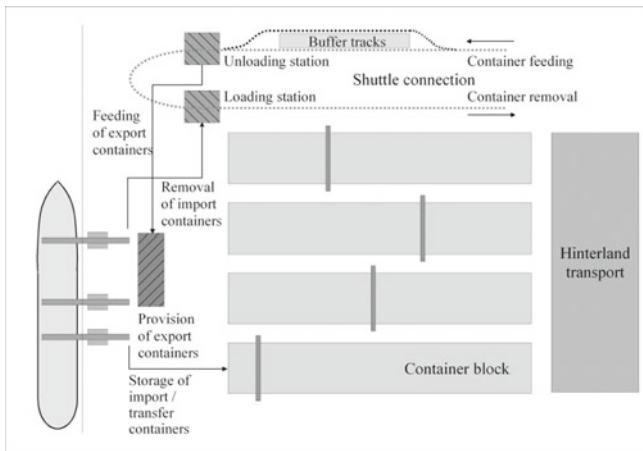 Buffer tracks
Unloading station
Container feeding
Shuttle connection
Loading station
Container removal
Feeding
of export
containers
Removal
of import
containers
Hinterland
transport
Provision
of export
containers
Container block
Storage of
import /
transfer
containers